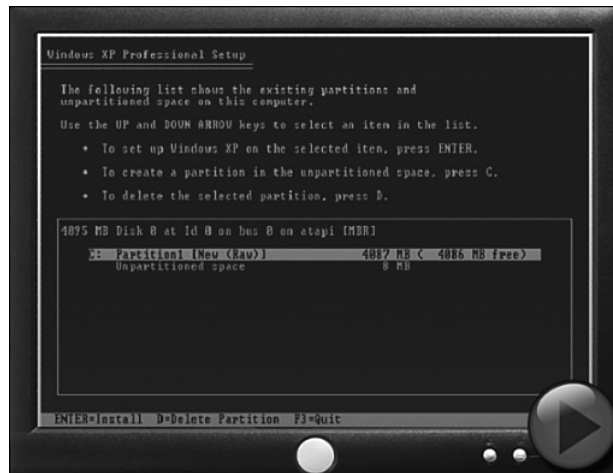 Windows XP Professional Setup
The following list shows the existing partitions and
unpartitioned space on this computer.
Use the UP and DOWN ARROW keys to select an item in the list.
• To set up Windows XP on the selected item, press ENTER.
• To create a partition in the unpartitioned space, press C.
• To delete the selected partition, press D.
4095 MB Disk 0 at Id 0 on bus 0 on atapi [MBR]
C: Partition1 [New (Raw)] 4087 MB ( 4086 MB free)
Unpartitioned space 8 MB
ENTER=Install D=Delete Partition F3=Quit